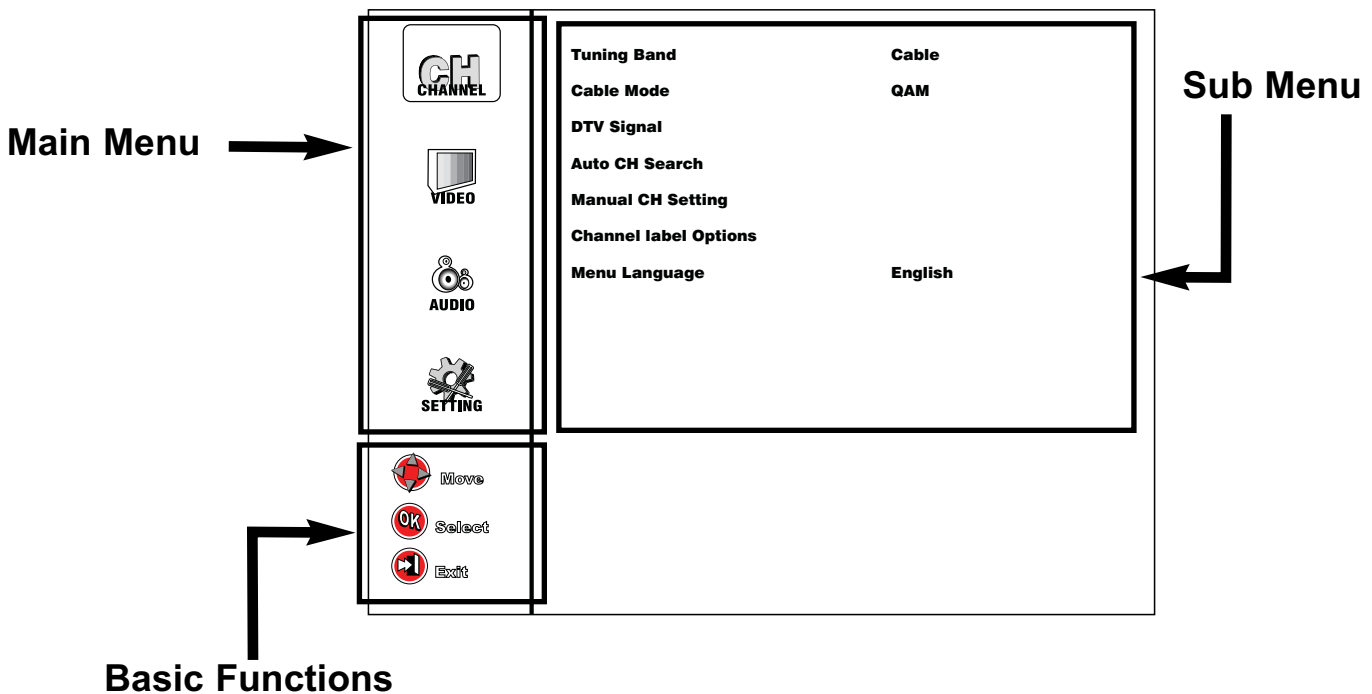 Main Menu
CH
CHANNEL
VIDEO
AUDIO
SETTING
Tuning Band Cable
Cable Mode QAM
DTV Signal
Auto CH Search
Manual CH Setting
Channel label Options
Menu Language English
Sub Menu
Move
OK Select
Exit
Basic Functions